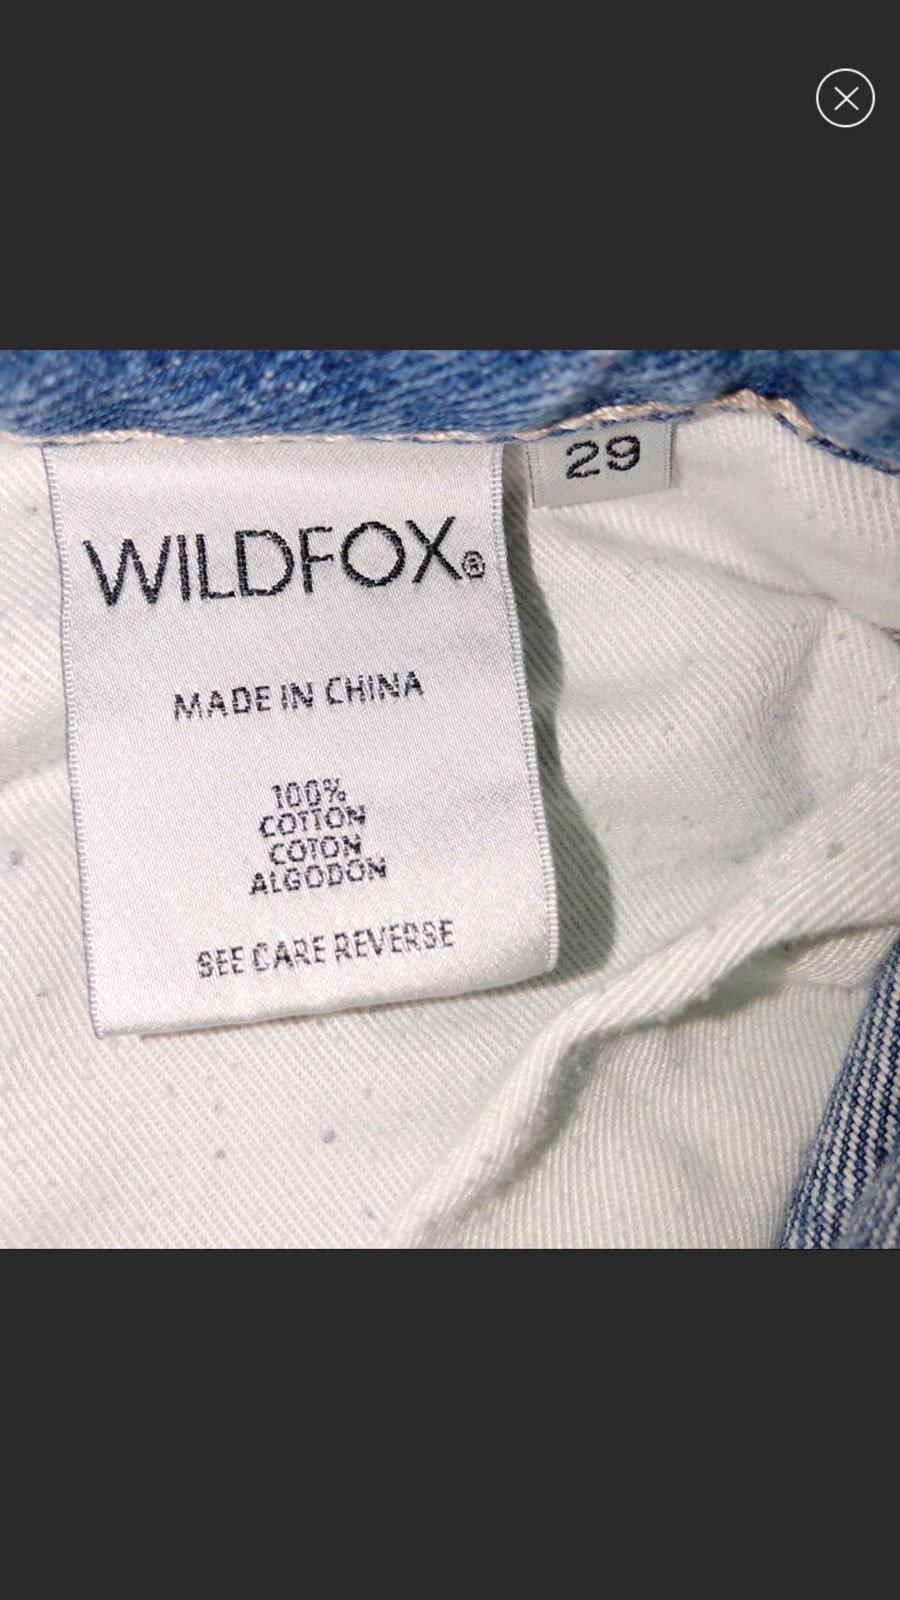 29
WILDFOX®
MADE IN CHINA
100%
COTTON
COTON
ALGODON
SEE CARE REVERSE